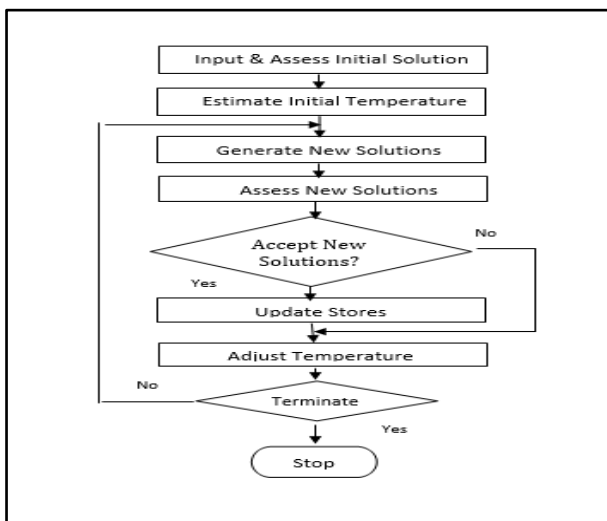 Input & Assess Initial Solution
Estimate Initial Temperature
Generate New Solutions
Assess New Solutions
Accept New
Solutions?
No
Yes
Update Stores
Adjust Temperature
No
Terminate
Yes
Stop